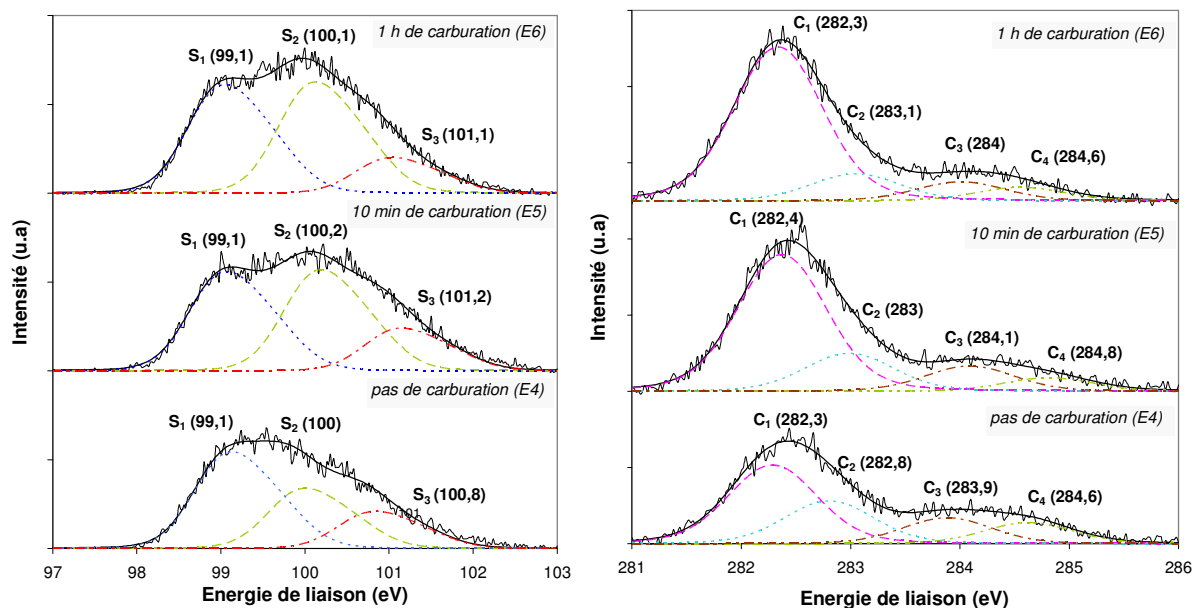 1 h de carburation (E6)
S1 (99,1)
S2 (100,1)
S3 (101,1)
10 min de carburation (E5)
S1 (99,1)
S2 (100,2)
S3 (101,2)
pas de carburation (E4)
S1 (99,1)
S2 (100)
S3 (100,8)
Intensité (u.a)
97 98 99 100 101 102 103
Energie de liaison (eV)
1 h de carburation (E6)
C1 (282,3)
C2 (283,1)
C3 (284)
C4 (284,6)
10 min de carburation (E5)
C1 (282,4)
C2 (283)
C3 (284,1)
C4 (284,8)
pas de carburation (E4)
C1 (282,3)
C2 (282,8)
C3 (283,9)
C4 (284,6)
Intensité (u.a)
281 282 283 284 285 286
Energie de liaison (eV)